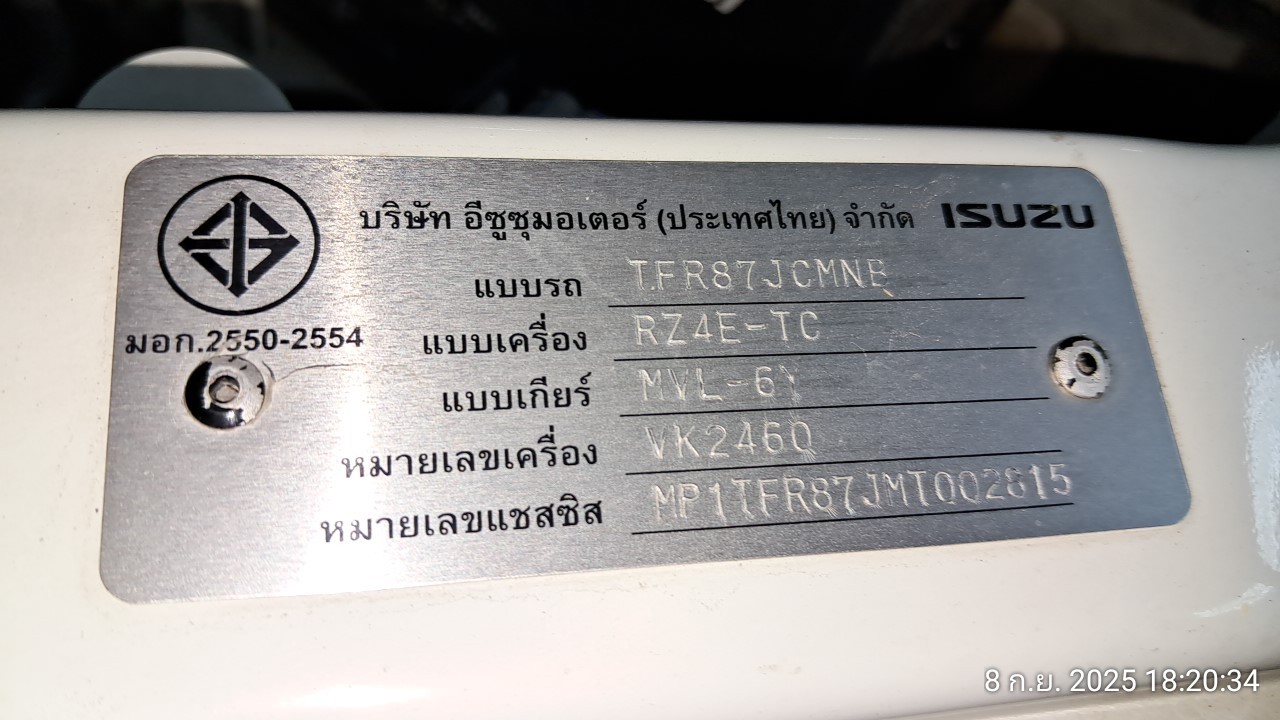 บริษัท อีซูซุมอเตอร์ (ประเทศไทย) จำกัด ISUZU
แบบรถ TFR87JCMNB
มอก.2550-2554
แบบเครื่อง RZ4E-TC
แบบเกียร์ MVL-6Y
หมายเลขเครื่อง VK2460
หมายเลขแชสซิส MP1TFR87JMT002815
8 ก.ย. 2025 18:20:34